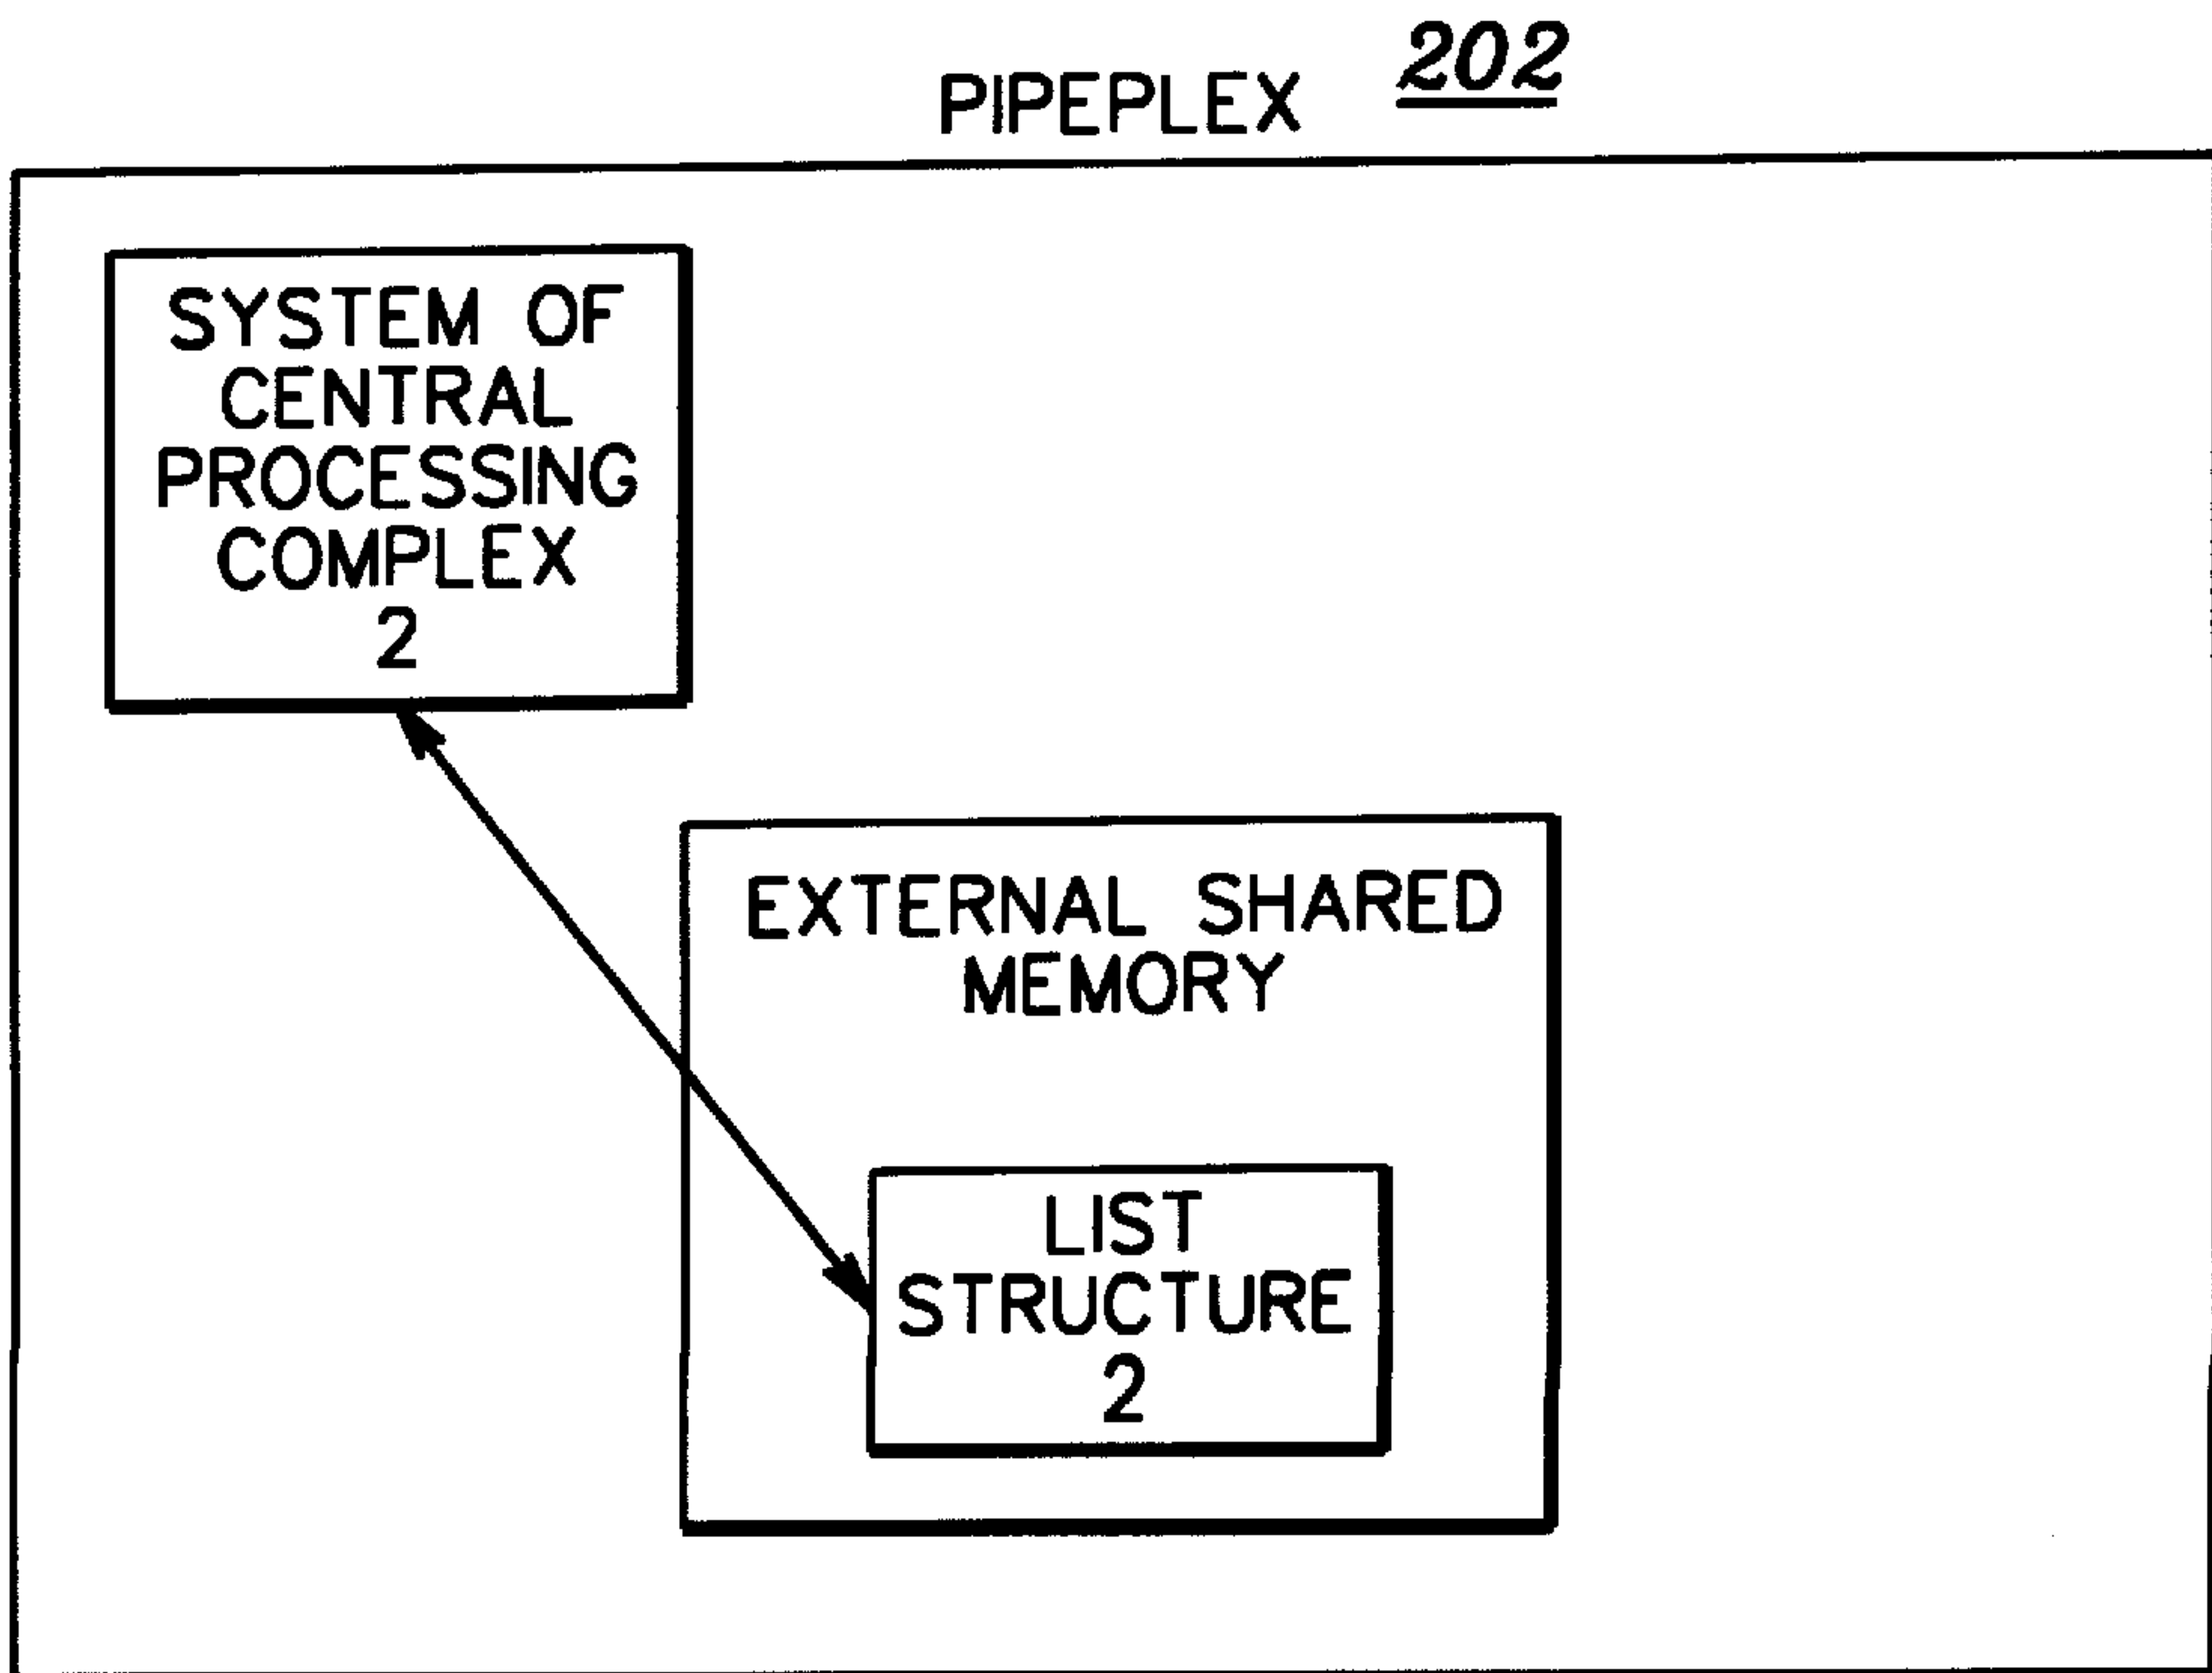 PIPEPLEX 202
SYSTEM OF
CENTRAL
PROCESSING
COMPLEX
2
EXTERNAL SHARED
MEMORY
LIST
STRUCTURE
2